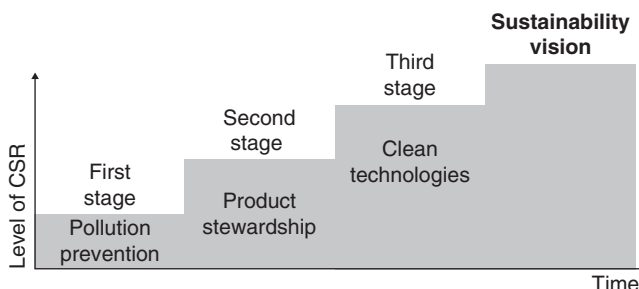 Sustainability
vision
Third
stage
Second
stage
Clean
technologies
First
stage
Product
stewardship
Pollution
prevention
Level of CSR
Time